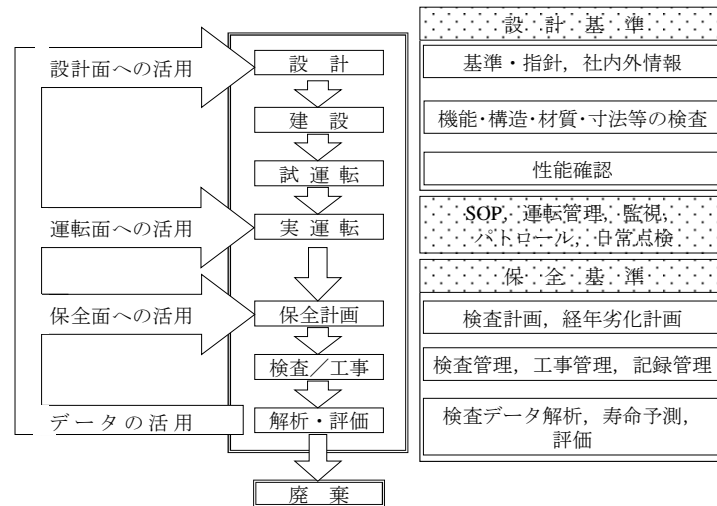 設計面への活用
運転面への活用
保全面への活用
データの活用
設　計
建　設
試 運 転
実 運 転
保全計画
検査／工事
解析・評価
廃　棄
設　計　基　準
基準・指針，社内外情報
機能・構造・材質・寸法等の検査
性能確認
SOP，運転管理，監視，
パトロール，日常点検
保　全　基　準
検査計画，経年劣化計画
検査管理，工事管理，記録管理
検査データ解析，寿命予測，
評価